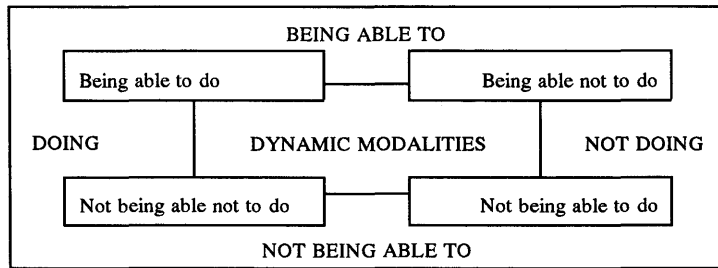 BEING ABLE TO
Being able to do
Being able not to do
DOING
DYNAMIC MODALITIES
NOT DOING
Not being able not to do
Not being able to do
NOT BEING ABLE TO